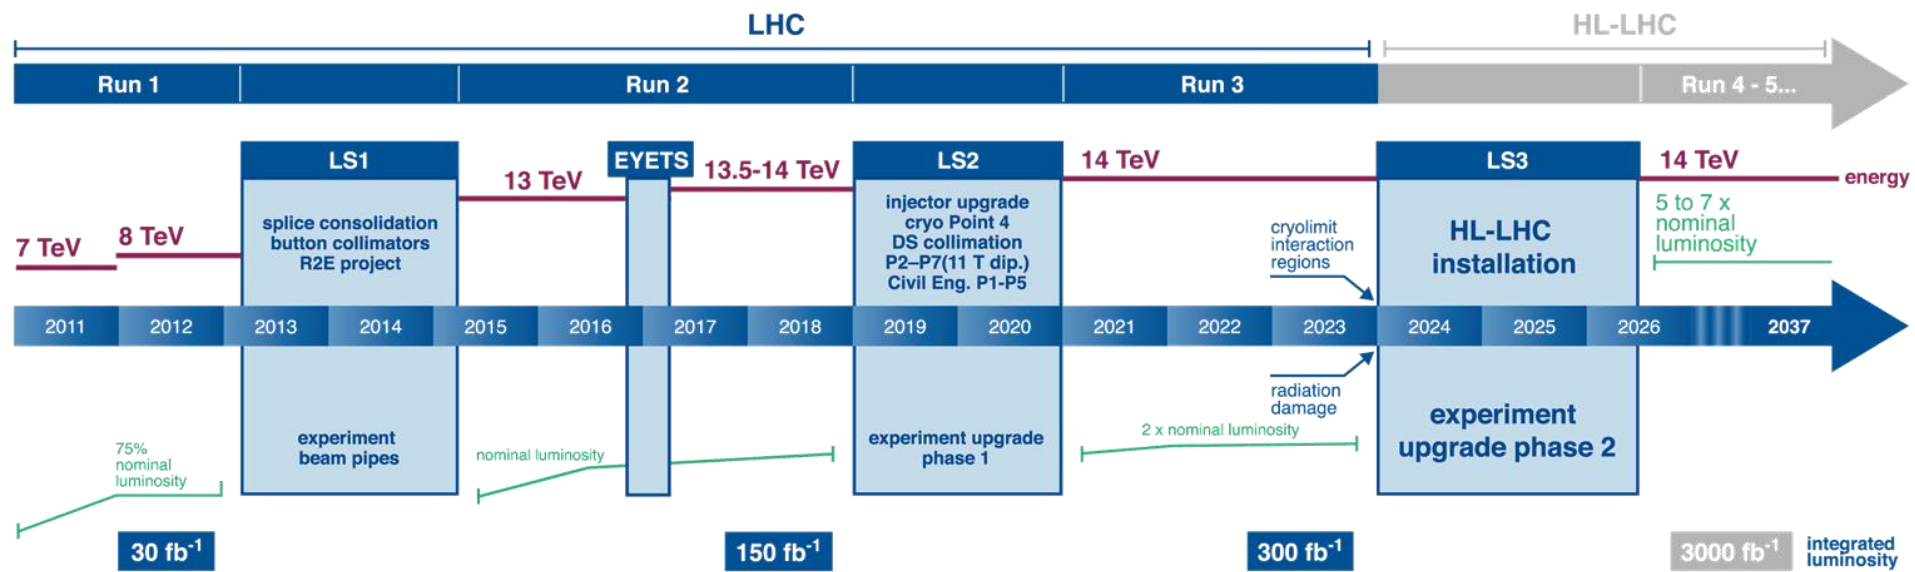 LHC
HL-LHC
Run 1
Run 2
Run 3
Run 4 - 5...
LS1
EYETS
LS2
LS3
7 TeV
8 TeV
13 TeV
13.5-14 TeV
14 TeV
14 TeV
energy
splice consolidation
button collimators
R2E project
injector upgrade
cryo Point 4
DS collimation
P2–P7(11 T dip.)
Civil Eng. P1-P5
cryolimit
interaction
regions
HL-LHC
installation
5 to 7 x
nominal
luminosity
2011
2012
2013
2014
2015
2016
2017
2018
2019
2020
2021
2022
2023
2024
2025
2026
2037
75%
nominal
luminosity
experiment
beam pipes
nominal luminosity
experiment upgrade
phase 1
2 x nominal luminosity
radiation
damage
experiment
upgrade phase 2
30 fb⁻¹
150 fb⁻¹
300 fb⁻¹
3000 fb⁻¹
integrated
luminosity